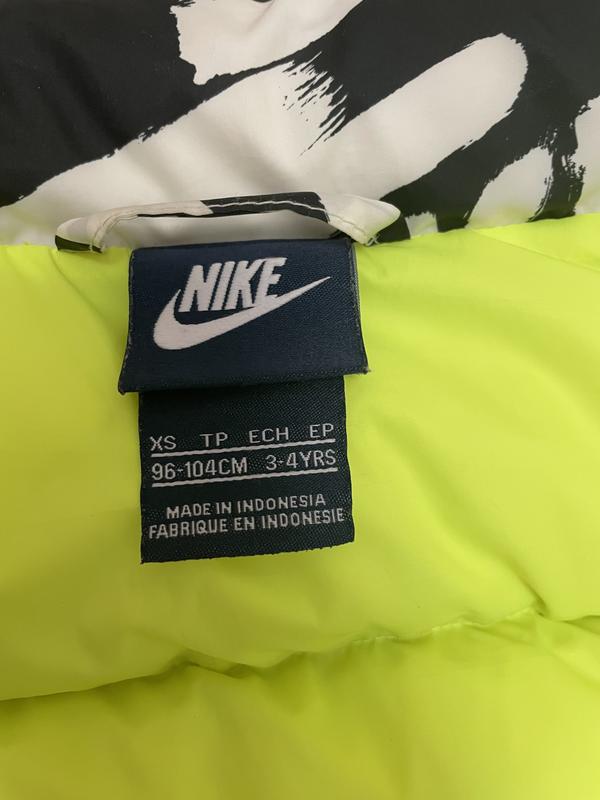 NIKE
XS TP ECH EP
96-104CM 3-4YRS
MADE IN INDONESIA
FABRIQUE EN INDONESIE